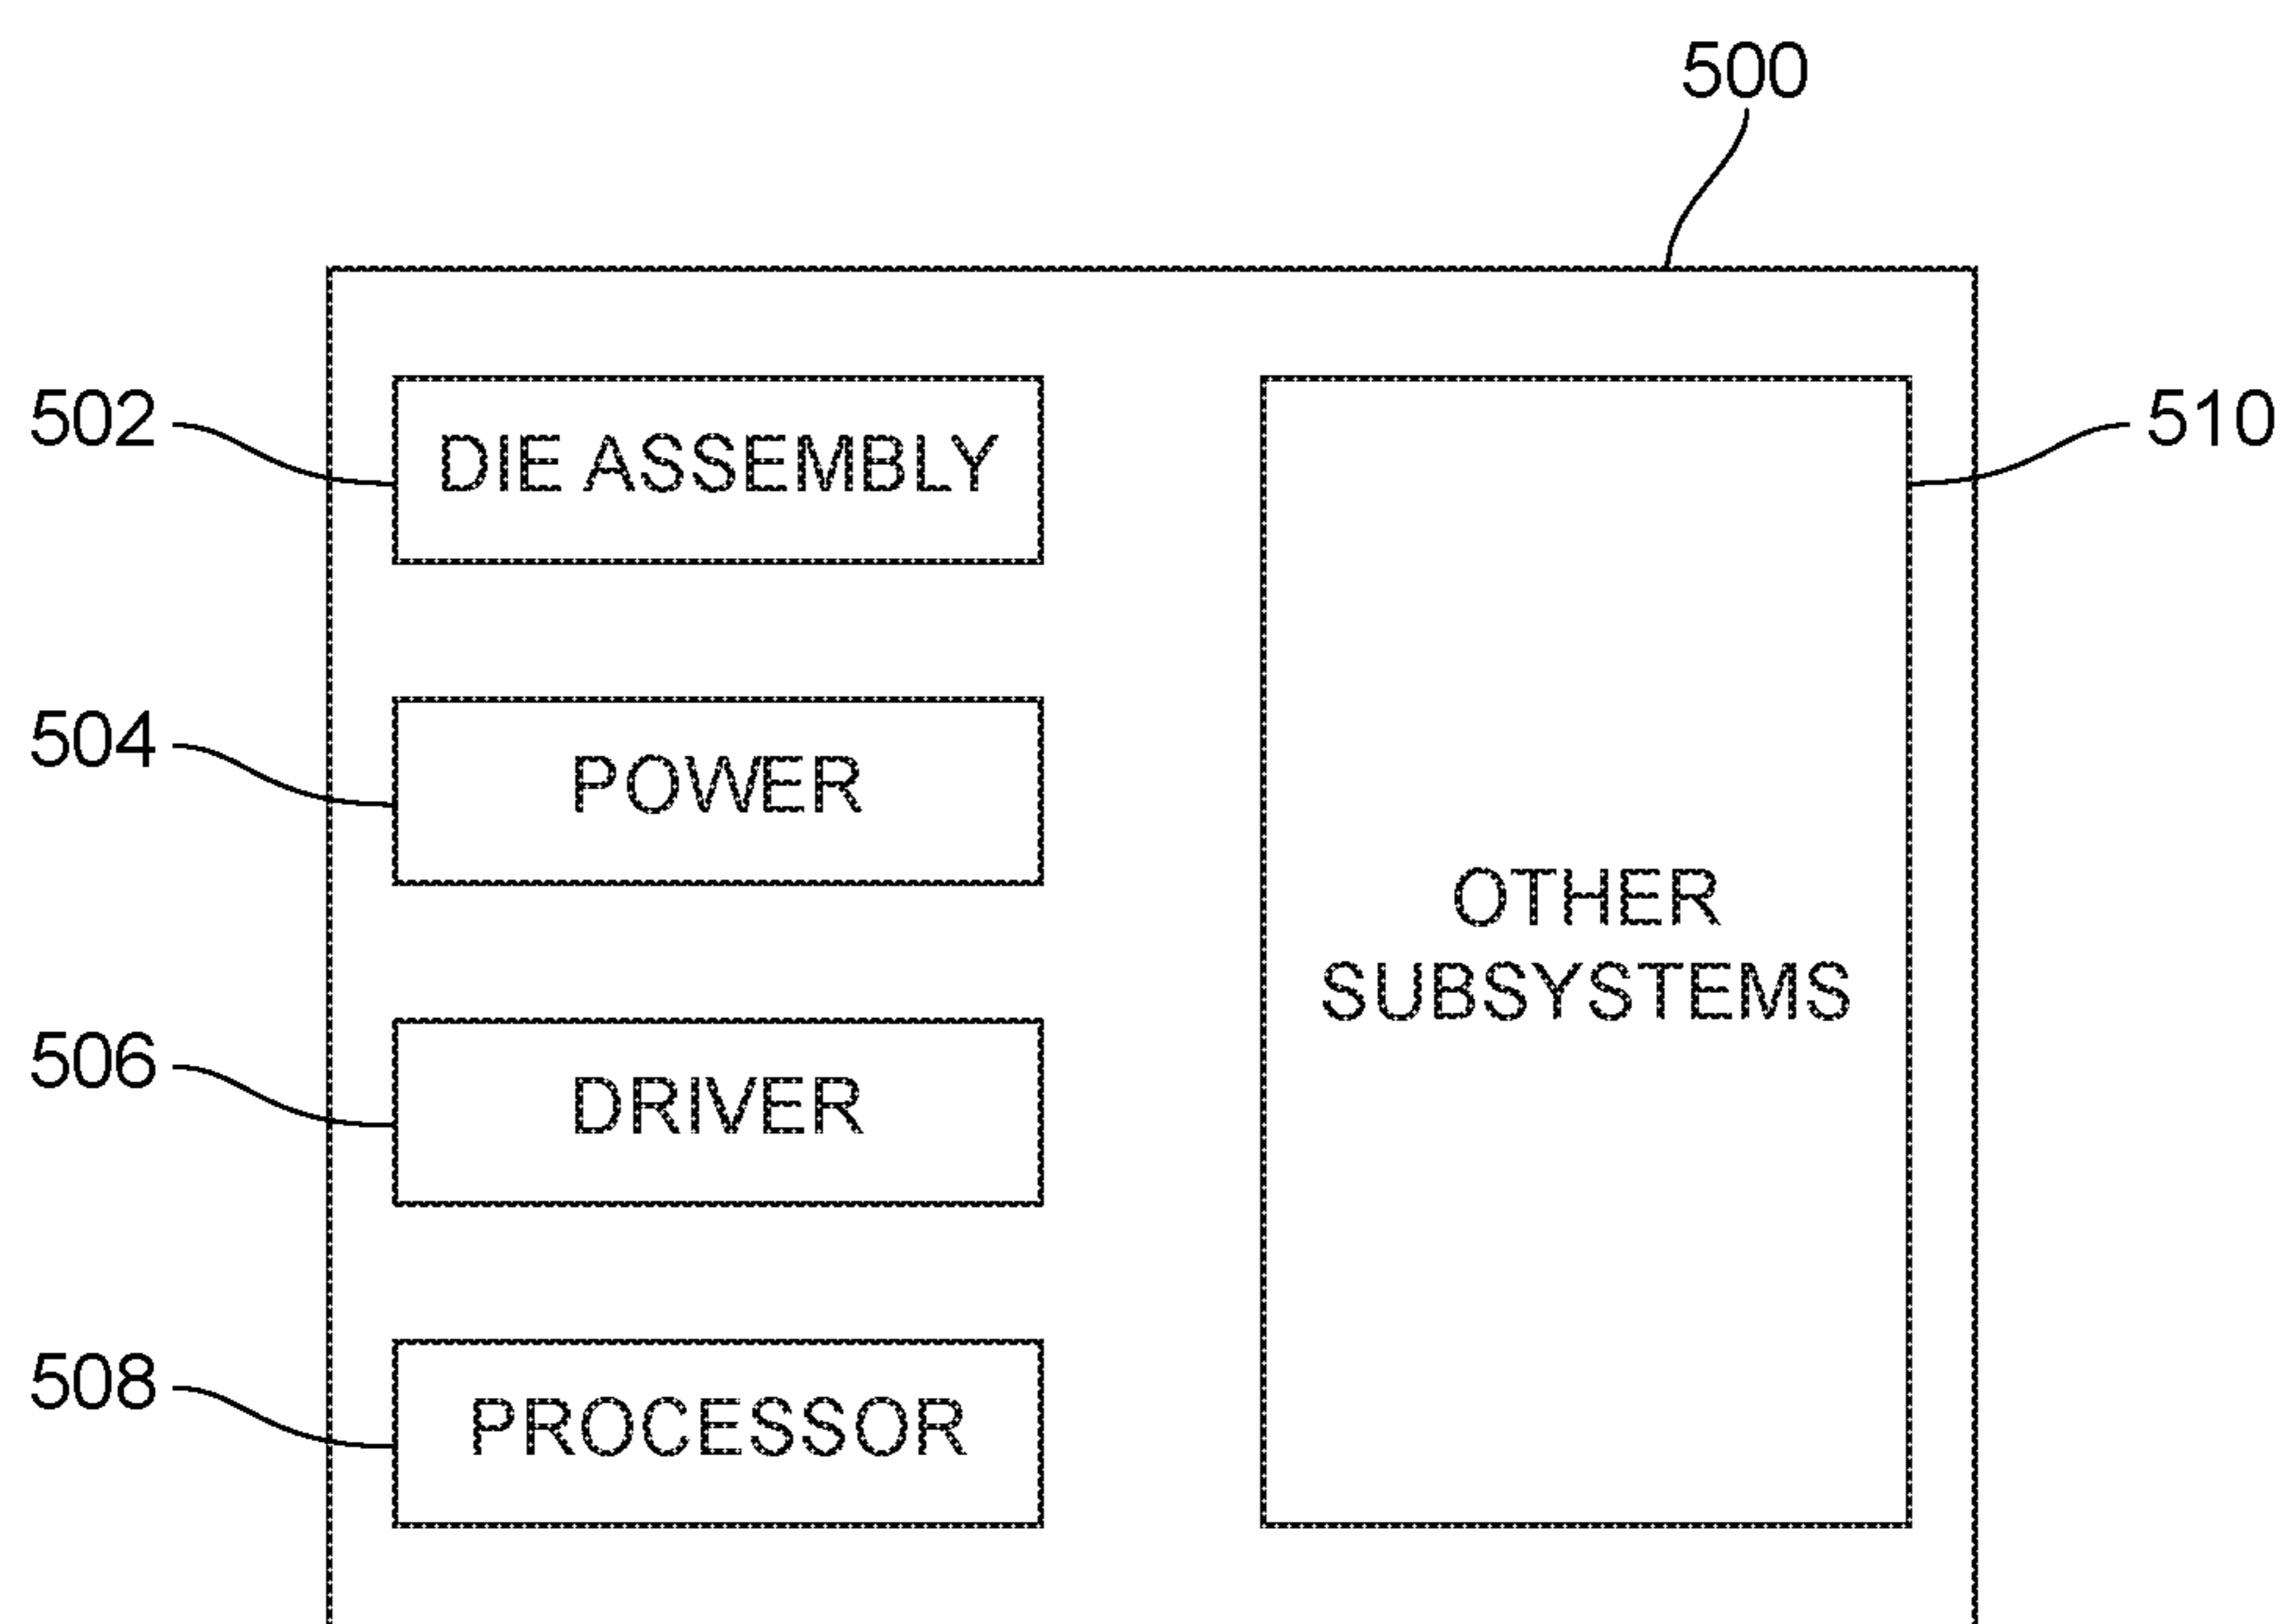 500
502
DIE ASSEMBLY
510
504
POWER
OTHER
SUBSYSTEMS
506
DRIVER
508
PROCESSOR